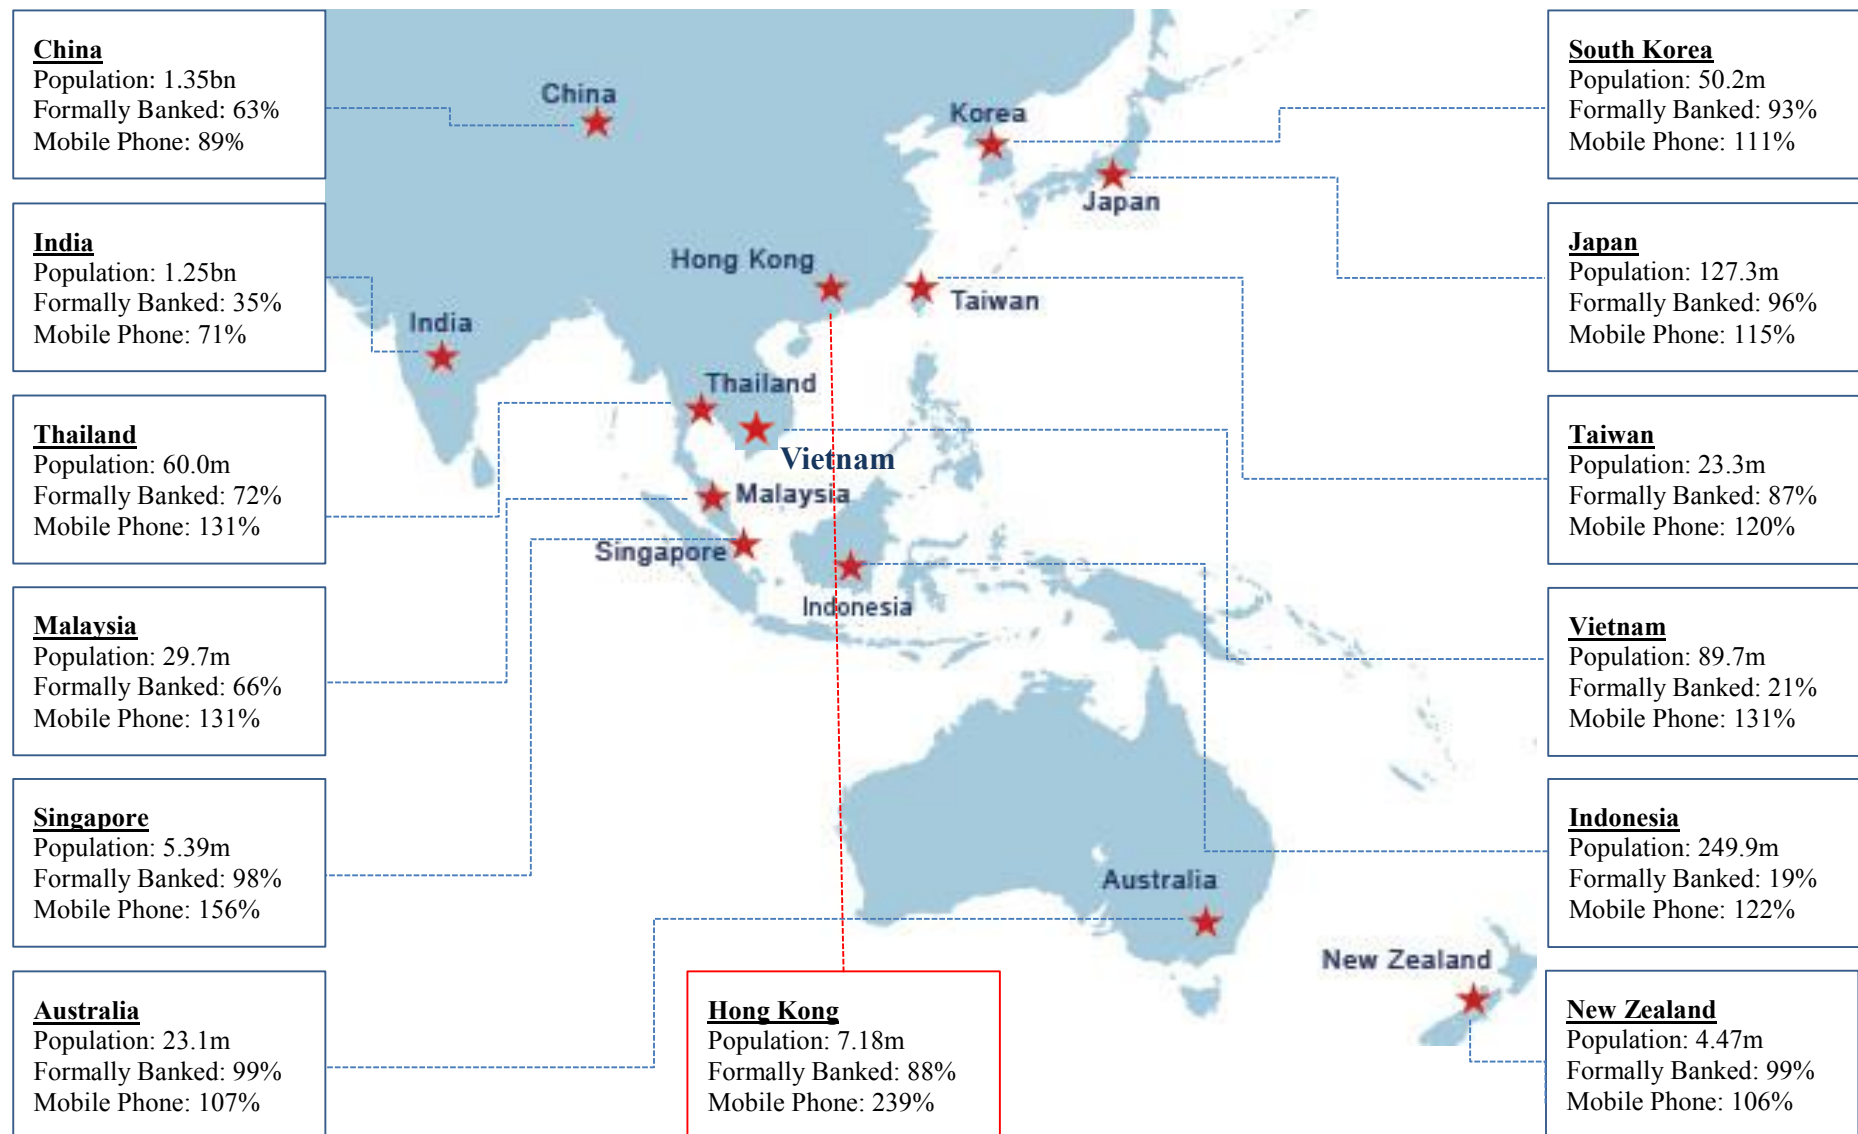 China
Population: 1.35bn
Formally Banked: 63%
Mobile Phone: 89%
India
Population: 1.25bn
Formally Banked: 35%
Mobile Phone: 71%
Thailand
Population: 60.0m
Formally Banked: 72%
Mobile Phone: 131%
Malaysia
Population: 29.7m
Formally Banked: 66%
Mobile Phone: 131%
Singapore
Population: 5.39m
Formally Banked: 98%
Mobile Phone: 156%
Australia
Population: 23.1m
Formally Banked: 99%
Mobile Phone: 107%
China
Korea
Japan
Hong Kong
Taiwan
India
Thailand
Vietnam
Malaysia
Singapore
Indonesia
Australia
New Zealand
Hong Kong
Population: 7.18m
Formally Banked: 88%
Mobile Phone: 239%
South Korea
Population: 50.2m
Formally Banked: 93%
Mobile Phone: 111%
Japan
Population: 127.3m
Formally Banked: 96%
Mobile Phone: 115%
Taiwan
Population: 23.3m
Formally Banked: 87%
Mobile Phone: 120%
Vietnam
Population: 89.7m
Formally Banked: 21%
Mobile Phone: 131%
Indonesia
Population: 249.9m
Formally Banked: 19%
Mobile Phone: 122%
New Zealand
Population: 4.47m
Formally Banked: 99%
Mobile Phone: 106%